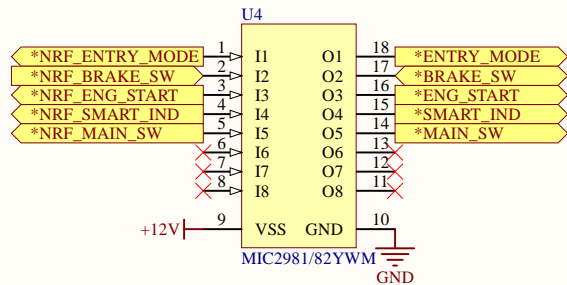 U4
*NRF_ENTRY_MODE 1 I1 O1 18 *ENTRY_MODE
*NRF_BRAKE_SW 2 I2 O2 17 *BRAKE_SW
*NRF_ENG_START 3 I3 O3 16 *ENG_START
*NRF_SMART_IND 4 I4 O4 15 *SMART_IND
*NRF_MAIN_SW 5 I5 O5 14 *MAIN_SW
6 I6 O6 13
7 I7 O7 12
8 I8 O8 11
+12V 9 VSS GND 10
MIC2981/82YWM
GND